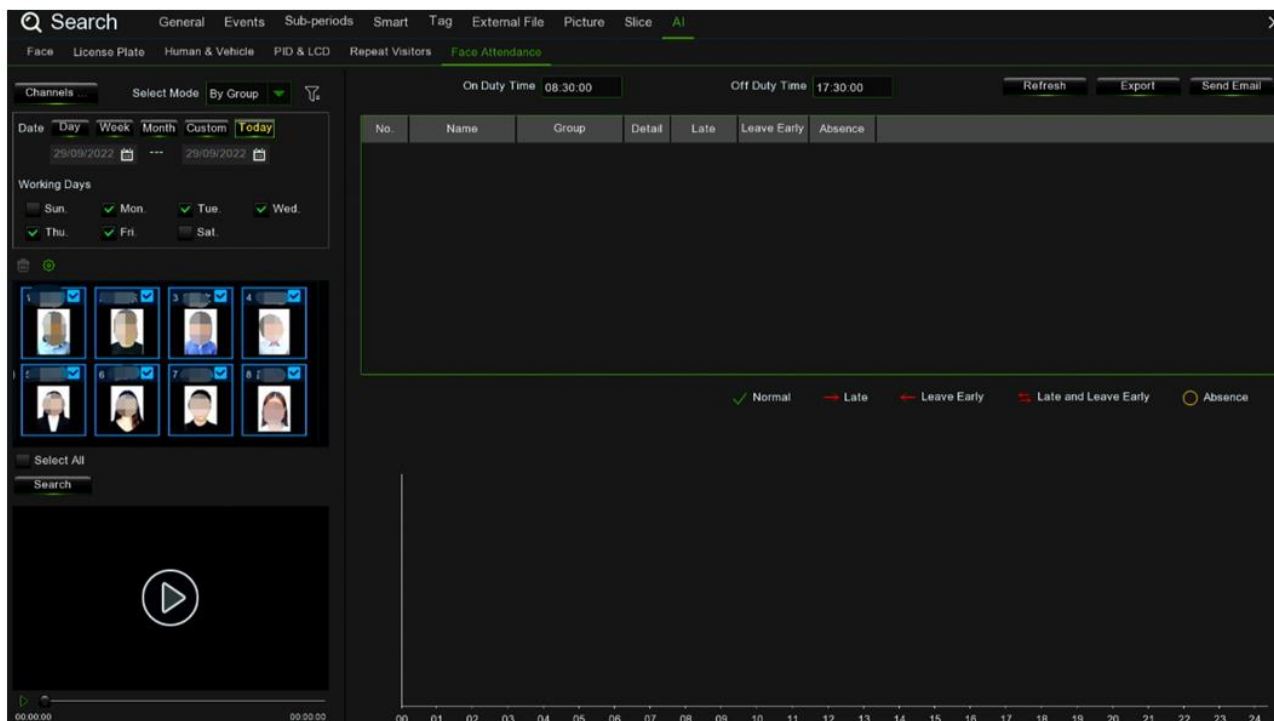 Search General Events Sub-periods Smart Tag External File Picture Slice AI X
Face License Plate Human & Vehicle PID & LCD Repeat Visitors Face Attendance
Channels ... Select Mode By Group
On Duty Time 08:30:00 Off Duty Time 17:30:00 Refresh Export Send Email
Date Day Week Month Custom Today
29/09/2022 --- 29/09/2022
Working Days
Sun. Mon. Tue. Wed.
Thu. Fri. Sat.
No. Name Group Detail Late Leave Early Absence
1 3 4
5 6 7 8
Select All
Search
Normal Late Leave Early Late and Leave Early Absence
00:00:00 00:00:00
00 01 02 03 04 05 06 07 08 09 10 11 12 13 14 15 16 17 18 19 20 21 22 23 24